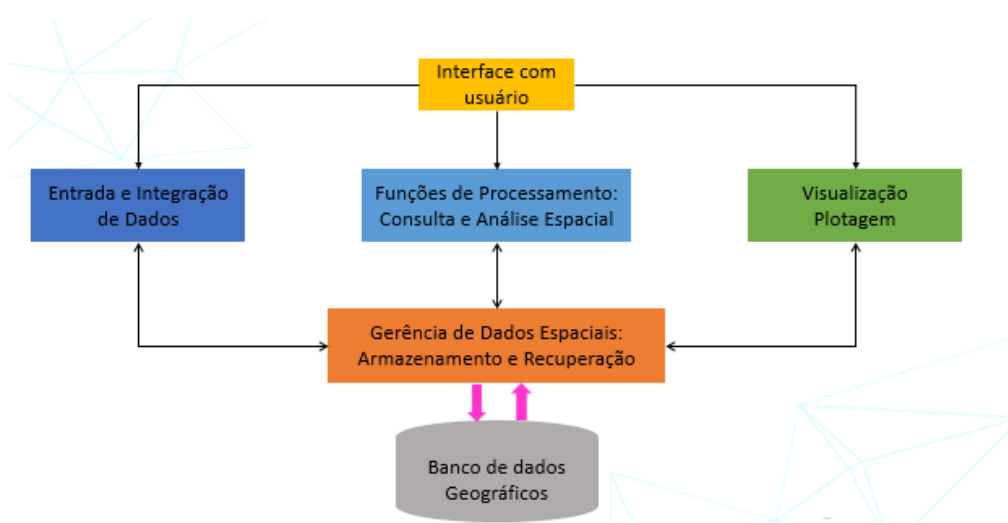 Interface com
usuário
Entrada e Integração
de Dados
Funções de Processamento:
Consulta e Análise Espacial
Visualização
Plotagem
Gerência de Dados Espaciais:
Armazenamento e Recuperação
Banco de dados
Geográficos